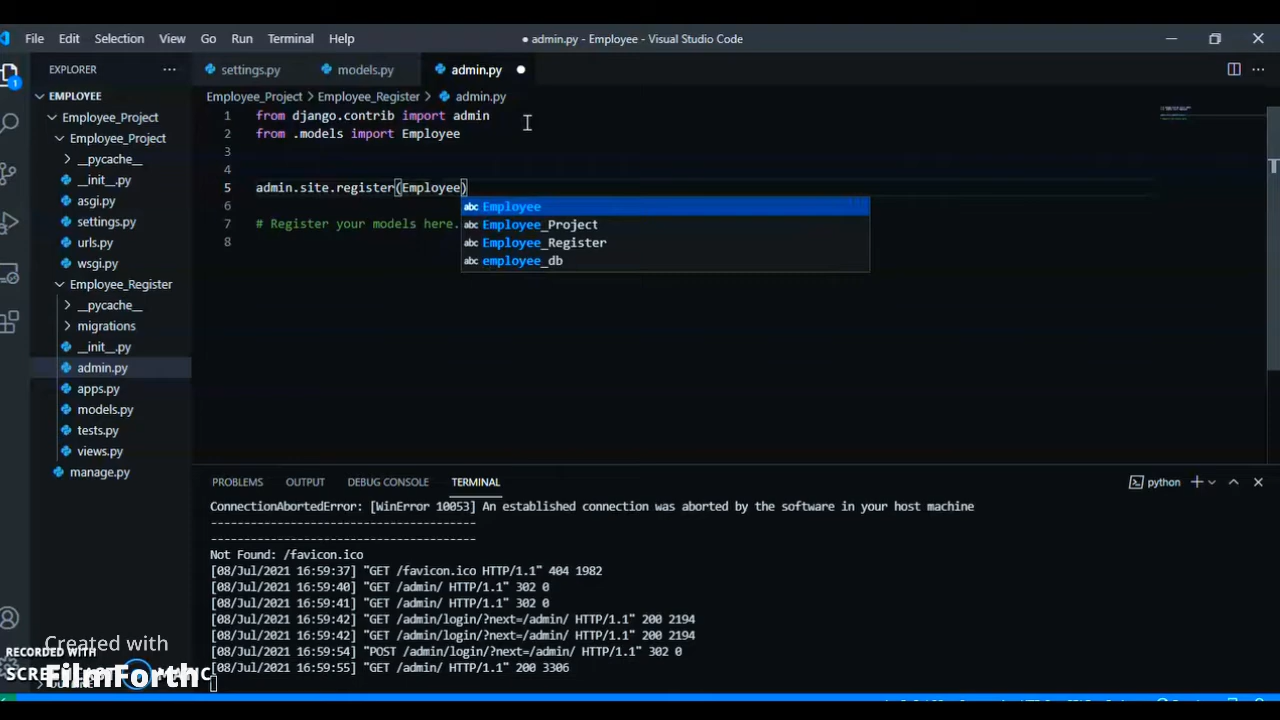 File Edit Selection View Go Run Terminal Help
● admin.py - Employee - Visual Studio Code
EXPLORER
settings.py models.py admin.py ●
EMPLOYEE
Employee_Project
Employee_Project
__pycache__
__init__.py
asgi.py
settings.py
urls.py
wsgi.py
Employee_Register
__pycache__
migrations
__init__.py
admin.py
apps.py
models.py
tests.py
views.py
manage.py
1
Employee_Project > Employee_Register > admin.py
1 from django.contrib import admin
2 from .models import Employee
3
4
5 admin.site.register(Employee)
6
7 # Register your models here.
8
abc Employee
abc Employee_Project
abc Employee_Register
abc employee_db
PROBLEMS OUTPUT DEBUG CONSOLE TERMINAL
python
ConnectionAbortedError: [WinError 10053] An established connection was aborted by the software in your host machine
----------------------------------------
----------------------------------------
Not Found: /favicon.ico
[08/Jul/2021 16:59:37] "GET /favicon.ico HTTP/1.1" 404 1982
[08/Jul/2021 16:59:40] "GET /admin/ HTTP/1.1" 302 0
[08/Jul/2021 16:59:41] "GET /admin/ HTTP/1.1" 302 0
[08/Jul/2021 16:59:42] "GET /admin/login/?next=/admin/ HTTP/1.1" 200 2194
[08/Jul/2021 16:59:42] "GET /admin/login/?next=/admin/ HTTP/1.1" 200 2194
[08/Jul/2021 16:59:54] "POST /admin/login/?next=/admin/ HTTP/1.1" 302 0
[08/Jul/2021 16:59:55] "GET /admin/ HTTP/1.1" 200 3306
Created with
RECORDED WITH
FilmForth